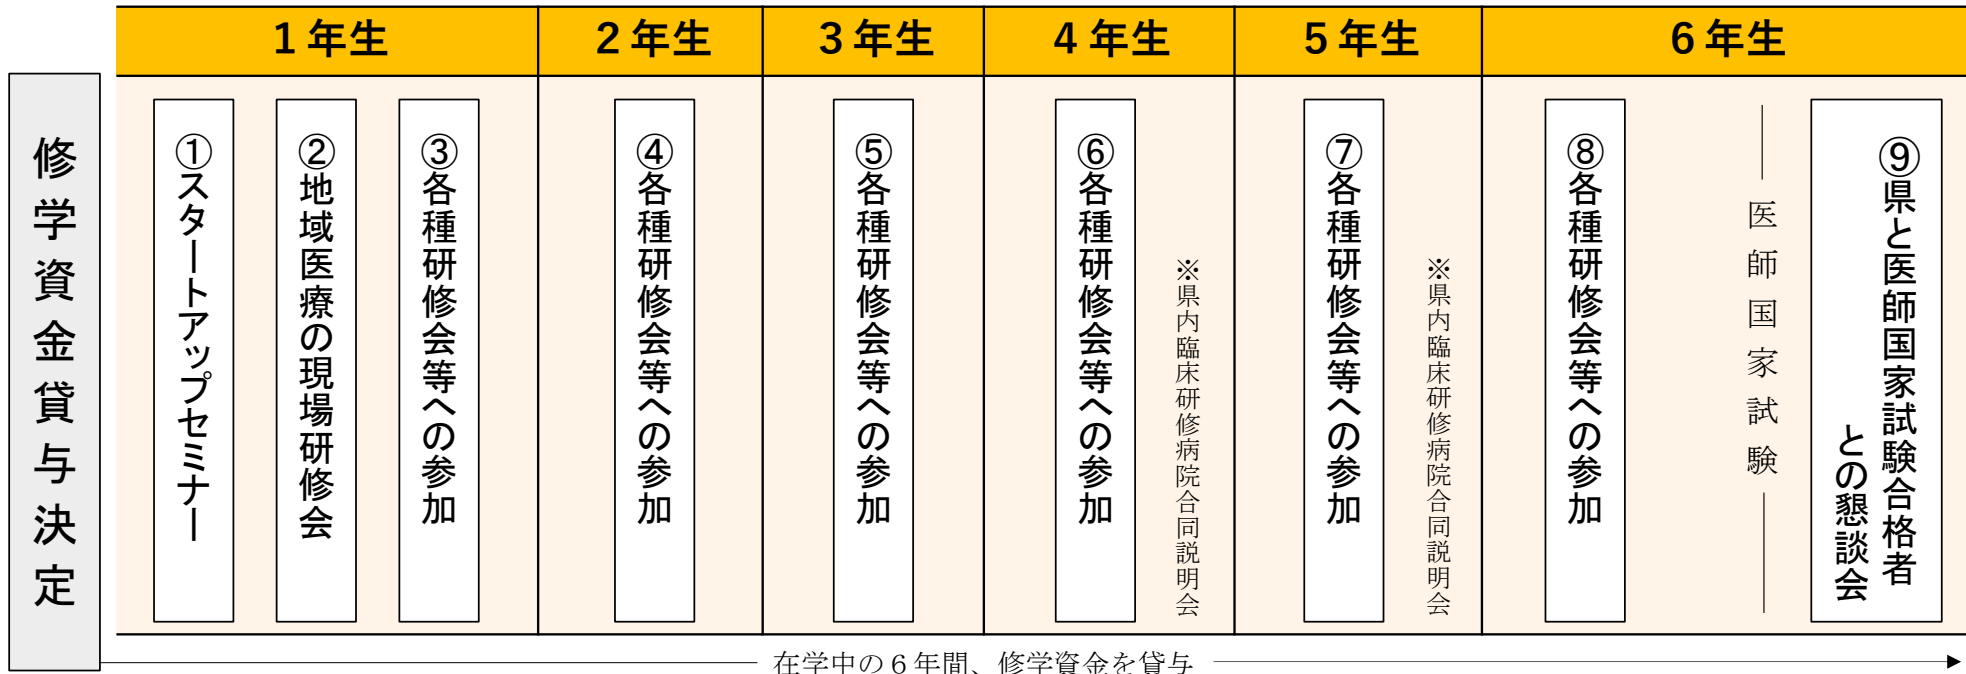 修学資金貸与決定
1年生
①スタートアップセミナー
②地域医療の現場研修会
③各種研修会等への参加
2年生
④各種研修会等への参加
3年生
⑤各種研修会等への参加
4年生
⑥各種研修会等への参加
※県内臨床研修病院合同説明会
5年生
⑦各種研修会等への参加
※県内臨床研修病院合同説明会
6年生
⑧各種研修会等への参加
医師国家試験
⑨県と医師国家試験合格者
との懇談会
在学中の6年間、修学資金を貸与